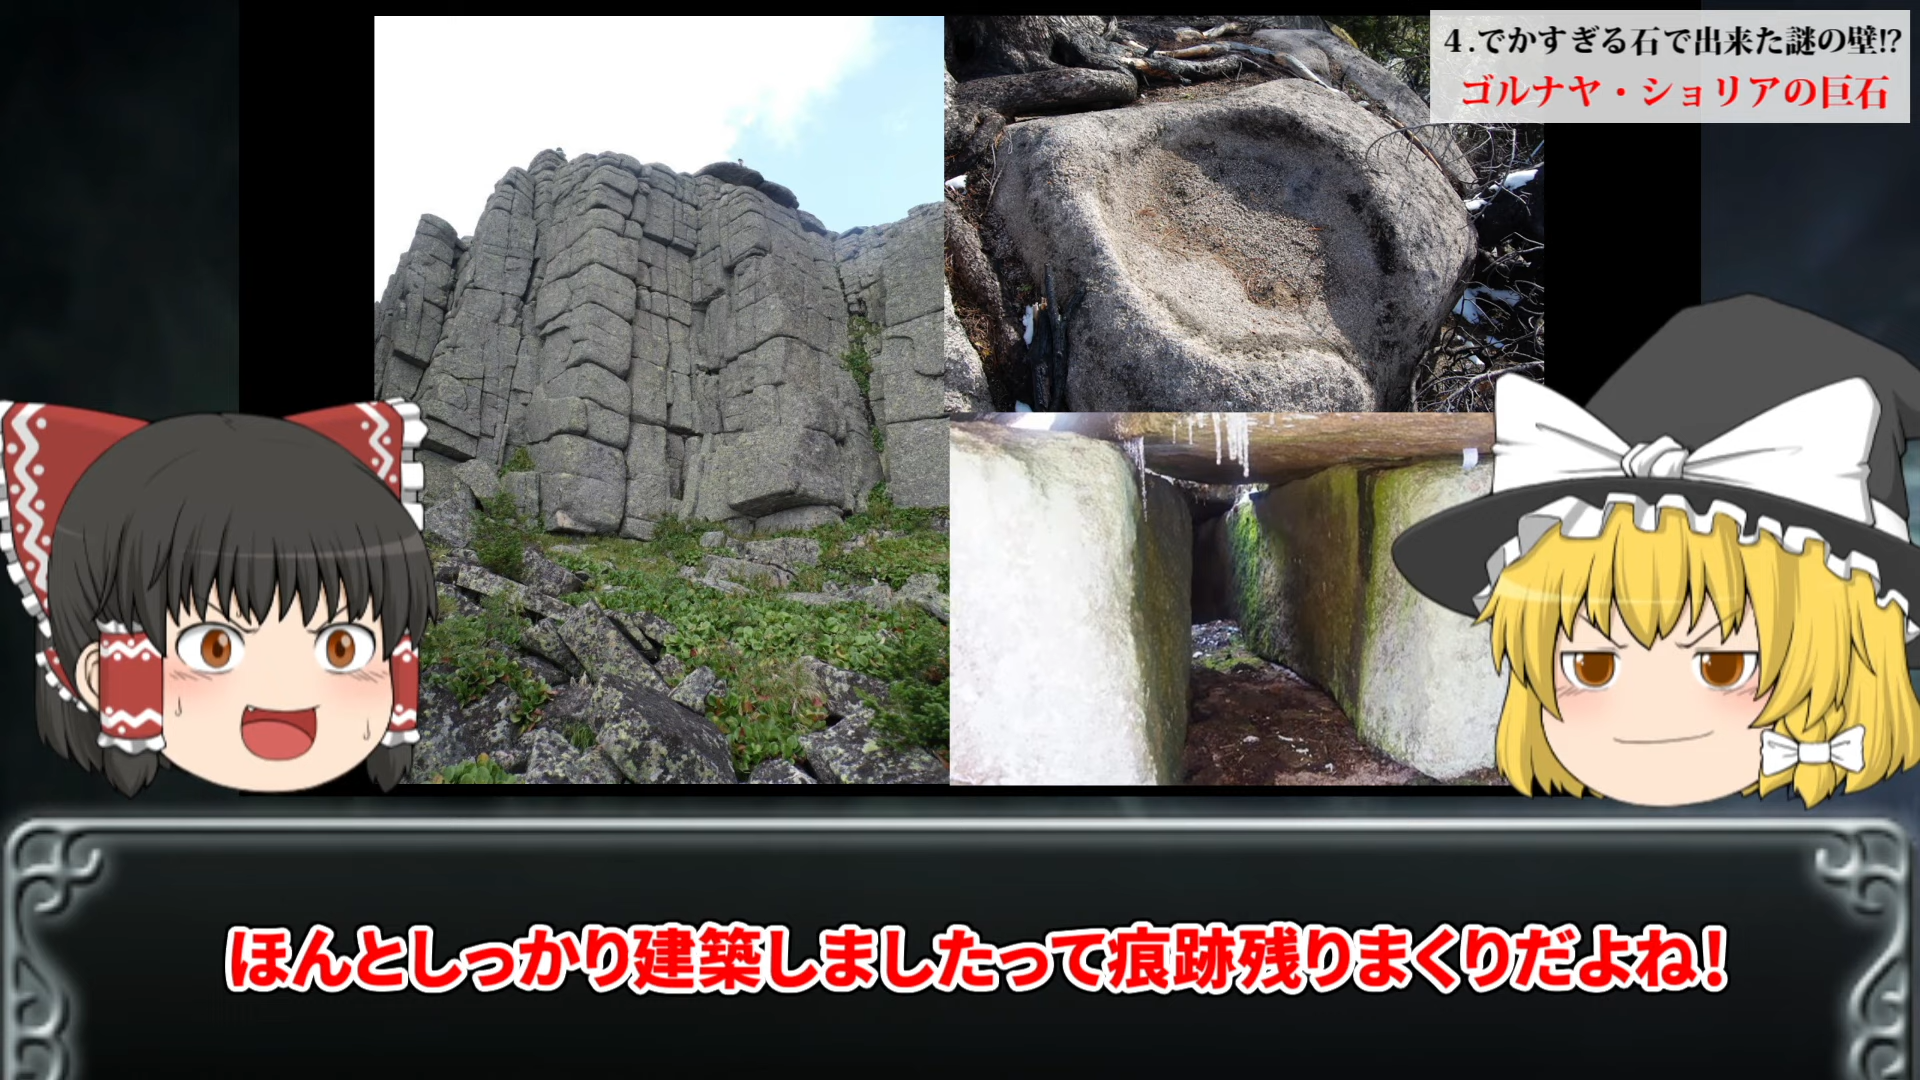 ４.でかすぎる石で出来た謎の壁⁉
ゴルナヤ・ショリアの巨石
ほんとしっかり建築しましたって痕跡残りまくりだよね！